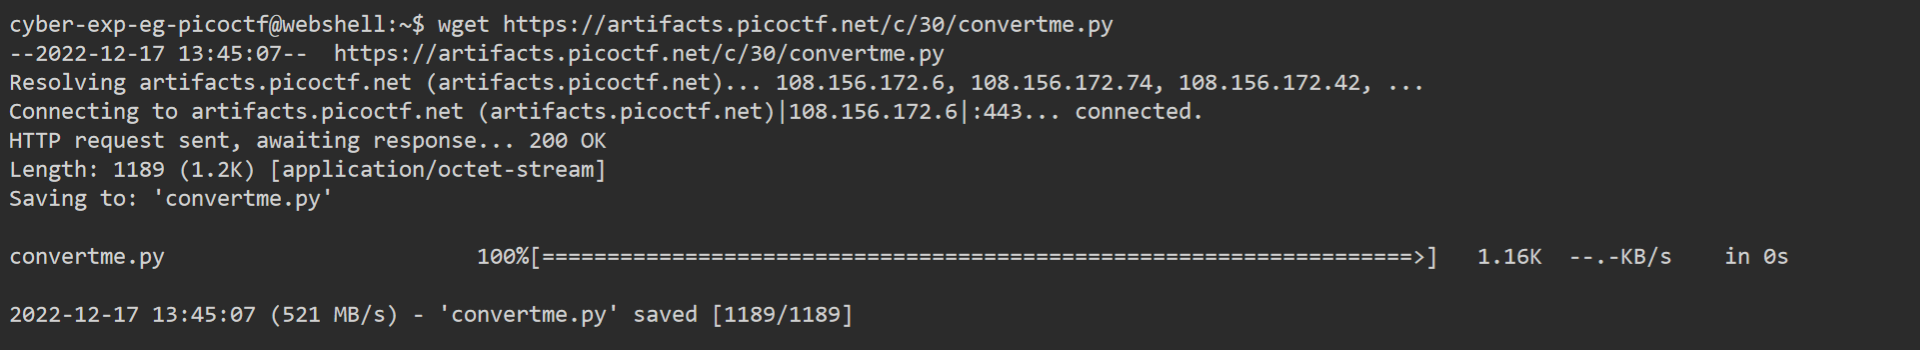 cyber-exp-eg-picoctf@webshell:~$ wget https://artifacts.picoctf.net/c/30/convertme.py
--2022-12-17 13:45:07--  https://artifacts.picoctf.net/c/30/convertme.py
Resolving artifacts.picoctf.net (artifacts.picoctf.net)... 108.156.172.6, 108.156.172.74, 108.156.172.42, ...
Connecting to artifacts.picoctf.net (artifacts.picoctf.net)|108.156.172.6|:443... connected.
HTTP request sent, awaiting response... 200 OK
Length: 1189 (1.2K) [application/octet-stream]
Saving to: 'convertme.py'
convertme.py                        100%[===================================================================>]   1.16K  --.-KB/s    in 0s
2022-12-17 13:45:07 (521 MB/s) - 'convertme.py' saved [1189/1189]